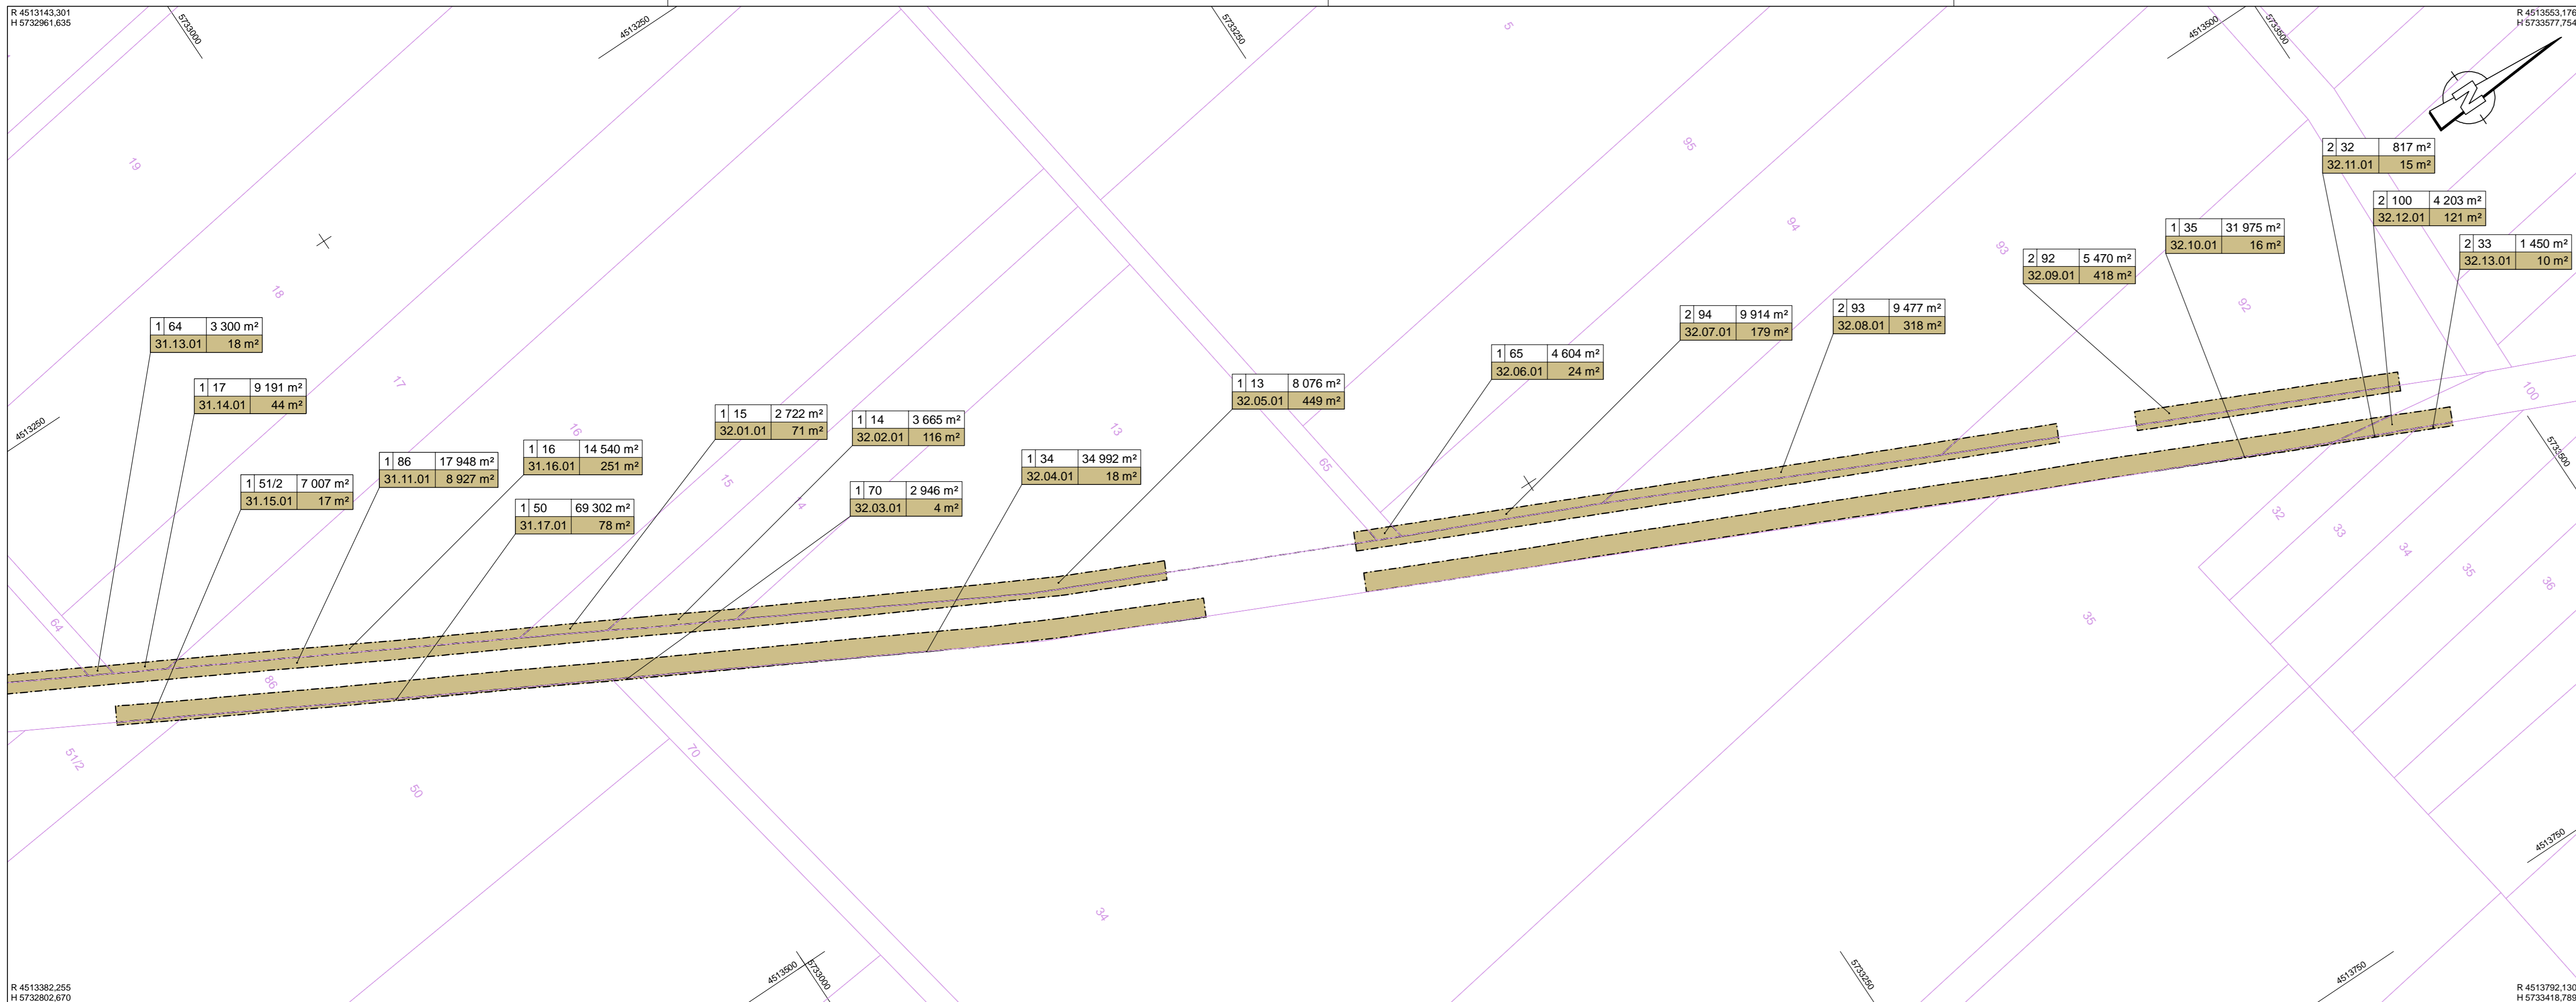 R 4513143,301
H 5732961,635
5733000
4513250
5733250
4513500
5733500
R 4513553,176
H 5733577,754
N
5
19
95
94
93
92
18
17
16
15
14
13
65
64
86
51/2
50
70
34
35
32
33
34
35
36
100
2 32 817 m²
32.11.01 15 m²
2 100 4 203 m²
32.12.01 121 m²
2 33 1 450 m²
32.13.01 10 m²
1 35 31 975 m²
32.10.01 16 m²
2 92 5 470 m²
32.09.01 418 m²
2 93 9 477 m²
32.08.01 318 m²
2 94 9 914 m²
32.07.01 179 m²
1 65 4 604 m²
32.06.01 24 m²
1 13 8 076 m²
32.05.01 449 m²
1 64 3 300 m²
31.13.01 18 m²
1 17 9 191 m²
31.14.01 44 m²
1 15 2 722 m²
32.01.01 71 m²
1 14 3 665 m²
32.02.01 116 m²
1 16 14 540 m²
31.16.01 251 m²
1 86 17 948 m²
31.11.01 8 927 m²
1 34 34 992 m²
32.04.01 18 m²
1 51/2 7 007 m²
31.15.01 17 m²
1 70 2 946 m²
32.03.01 4 m²
1 50 69 302 m²
31.17.01 78 m²
4513250
5733500
4513750
4513500
5733000
5733250
4513750
R 4513382,255
H 5732802,670
R 4513792,130
H 5733418,789